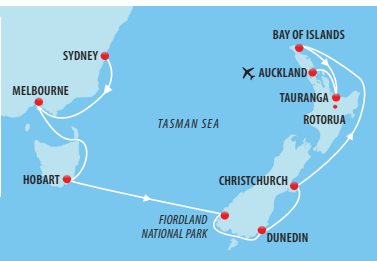 BAY OF ISLANDS
SYDNEY
AUCKLAND
MELBOURNE
TAURANGA
ROTORUA
TASMAN SEA
HOBART
CHRISTCHURCH
FIORDLAND
NATIONAL PARK
DUNEDIN